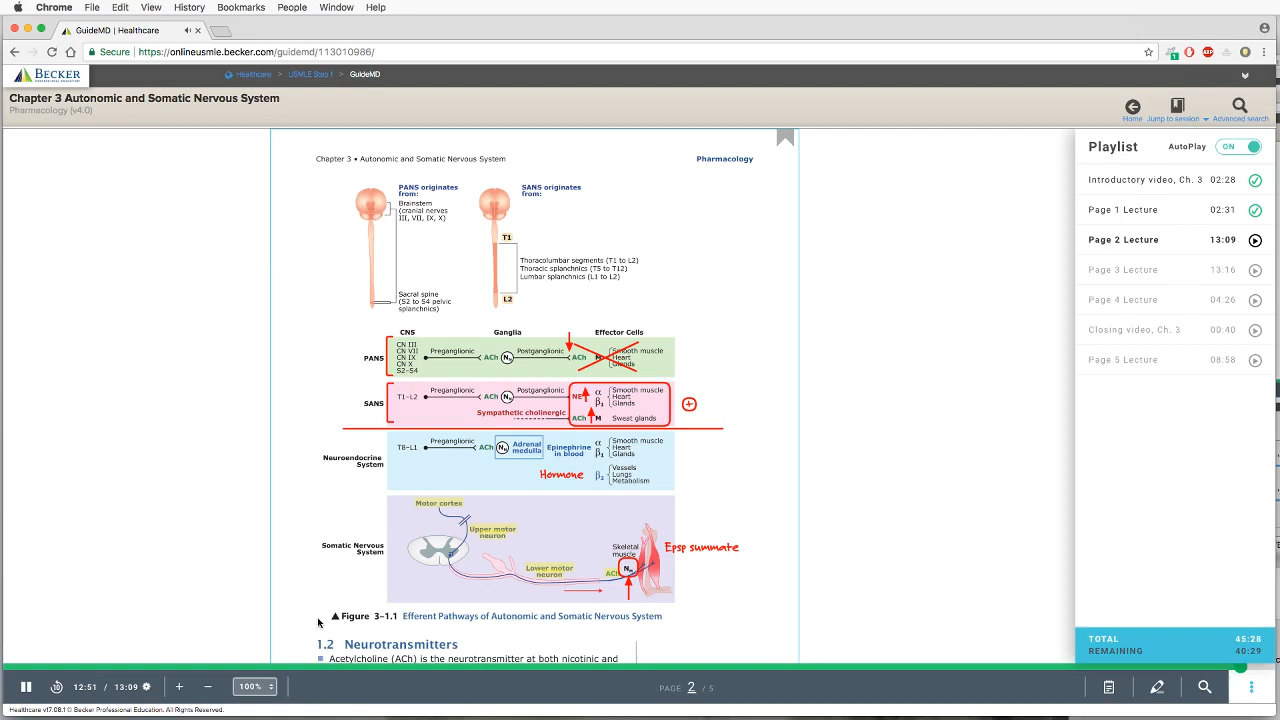 Chrome File Edit View History Bookmarks People Window Help
GuideMD | Healthcare
Secure https://onlineusmle.becker.com/guidemd/113010986/
BECKER
PROFESSIONAL EDUCATION
Healthcare > USMLE Step 1 > GuideMD
Chapter 3 Autonomic and Somatic Nervous System
Pharmacology (v4.0)
Home Jump to session Advanced search
Chapter 3 • Autonomic and Somatic Nervous System Pharmacology
PANS originates
from:
Brainstem
(cranial nerves
III, VII, IX, X)
Sacral spine
(S2 to S4 pelvic
splanchnics)
SANS originates
from:
T1
Thoracolumbar segments (T1 to L2)
Thoracic splanchnics (T5 to T12)
Lumbar splanchnics (L1 to L2)
L2
CNS Ganglia Effector Cells
PANS
CN III
CN VII
CN IX
CN X
S2–S4
Preganglionic ACh NN Postganglionic ACh M
Smooth muscle
Heart
Glands
SANS
T1–L2 Preganglionic ACh NN Postganglionic NE α β1
Smooth muscle
Heart
Glands
Sympathetic cholinergic ACh M Sweat glands
Neuroendocrine
System
T8–L1 Preganglionic ACh NN
Adrenal
medulla
Epinephrine
in blood
α
β1
Smooth muscle
Heart
Glands
Hormone β2
Vessels
Lungs
Metabolism
Somatic Nervous
System
Motor cortex
Upper motor
neuron
Lower motor
neuron
Skeletal
muscle
ACh NM
Epsp summate
▲Figure 3–1.1 Efferent Pathways of Autonomic and Somatic Nervous System
1.2 Neurotransmitters
Acetylcholine (ACh) is the neurotransmitter at both nicotinic and
Playlist AutoPlay ON
Introductory video, Ch. 3 02:28
Page 1 Lecture 02:31
Page 2 Lecture 13:09
Page 3 Lecture 13:16
Page 4 Lecture 04:26
Closing video, Ch. 3 00:40
Page 5 Lecture 08:58
TOTAL 45:28
REMAINING 40:29
10 12:51 / 13:09 + − 100% PAGE 2 / 5
Healthcare v17.08.1 © Becker Professional Education. All Rights Reserved.